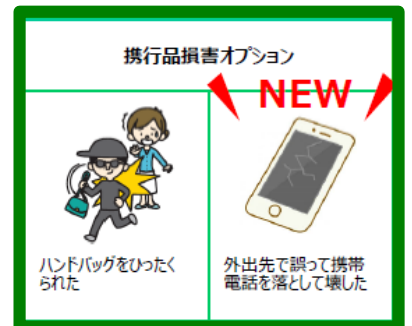 携行品損害オプション
NEW
ハンドバッグをひったく
られた
外出先で誤って携帯
電話を落として壊した